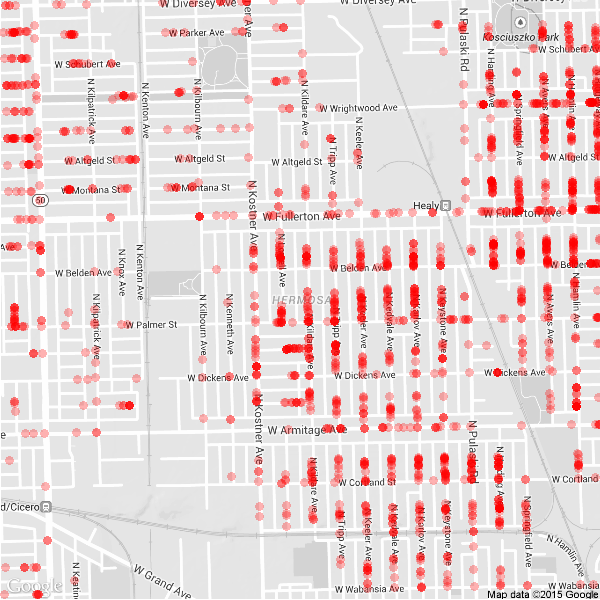 W Diversey Ave
W Diversey Ave
W Diversey
N Pulaski Rd
W Parker Ave
Kosciuszko Park
W Schubert Ave
W Schubert Ave
N Kilpatrick Ave
N Kenton Ave
N Kilbourn Ave
N Kildare Ave
W Wrightwood Ave
N Keeler Ave
N Tripp Ave
N Harding Ave
N Springfield Ave
N Avers Ave
N Hamlin Ave
W Altgeld St
W Altgeld St
W Altgeld St
W Altgeld St
W Montana St
W Montana St
50
N Kostner Ave
Healy
W Fullerton Ave
W Fullerton Ave
Ave
N Knox Ave
N Kenton Ave
W Belden Ave
W Belden Ave
W Belden
HERMOSA
N Kilpatrick Ave
N Kilbourn Ave
N Kenneth Ave
W Palmer St
N Kildare Ave
N Tripp
N Keeler Ave
N Kedvale Ave
N Karlov Ave
N Keystone Ave
N Avers Ave
N Hamlin Ave
W Dickens Ave
W Dickens Ave
W Dickens Ave
N Kostner Ave
W Armitage Ave
N Pulaski Rd
N Kildare Ave
W Cortland St
W Cortland
N Harding Ave
d/Cicero
N Tripp Ave
N Keeler Ave
N Kedvale Ave
N Karlov Ave
N Keystone Ave
N Springfield Ave
N Hamlin Ave
W Grand Ave
N Keatin
W Wabansia Ave
W Wabansia
Google
Map data ©2015 Google